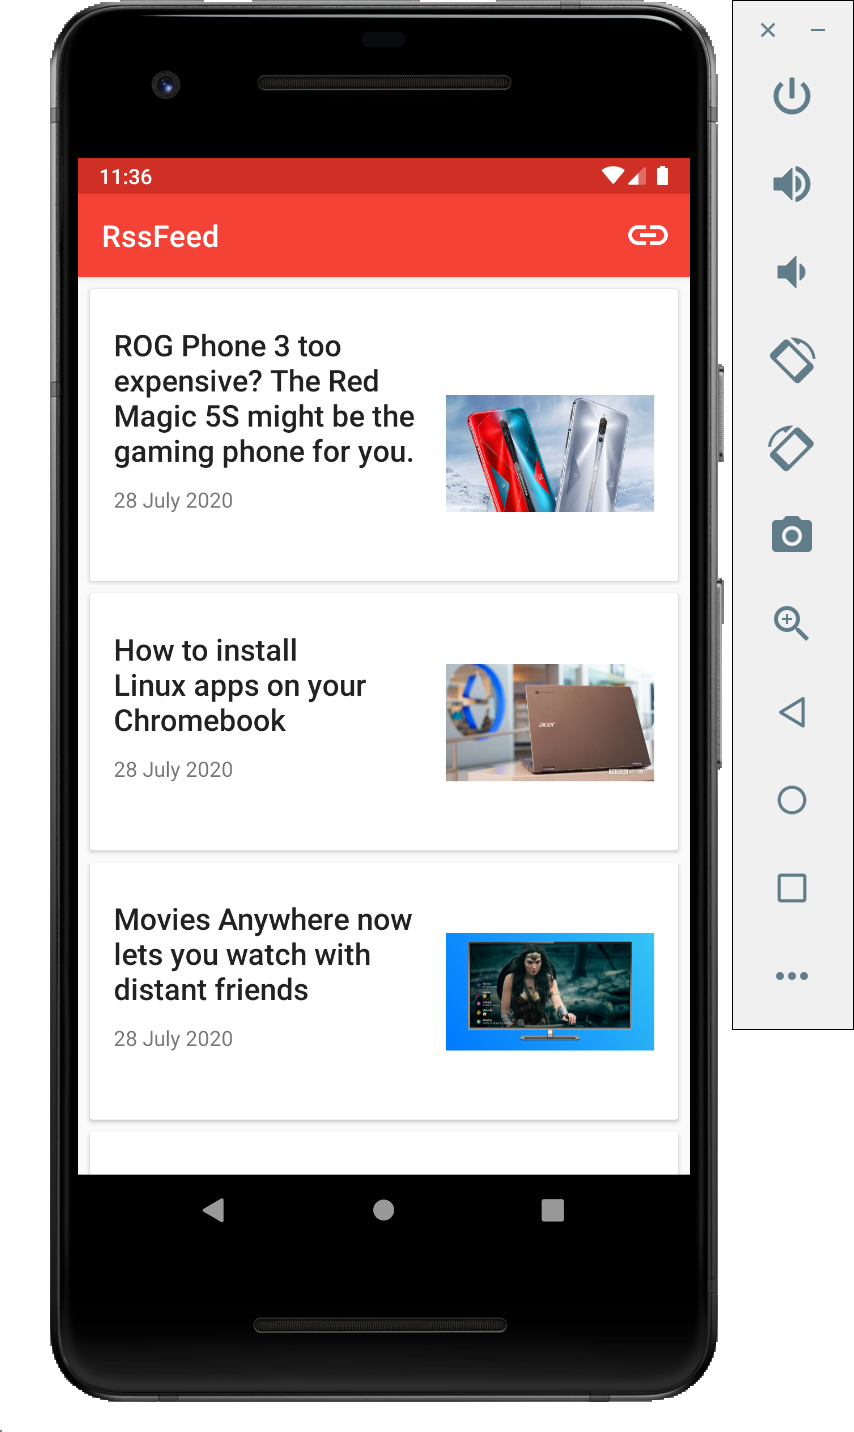 11:36
RssFeed
ROG Phone 3 too
expensive? The Red
Magic 5S might be the
gaming phone for you.
28 July 2020
How to install
Linux apps on your
Chromebook
28 July 2020
acer
Movies Anywhere now
lets you watch with
distant friends
28 July 2020